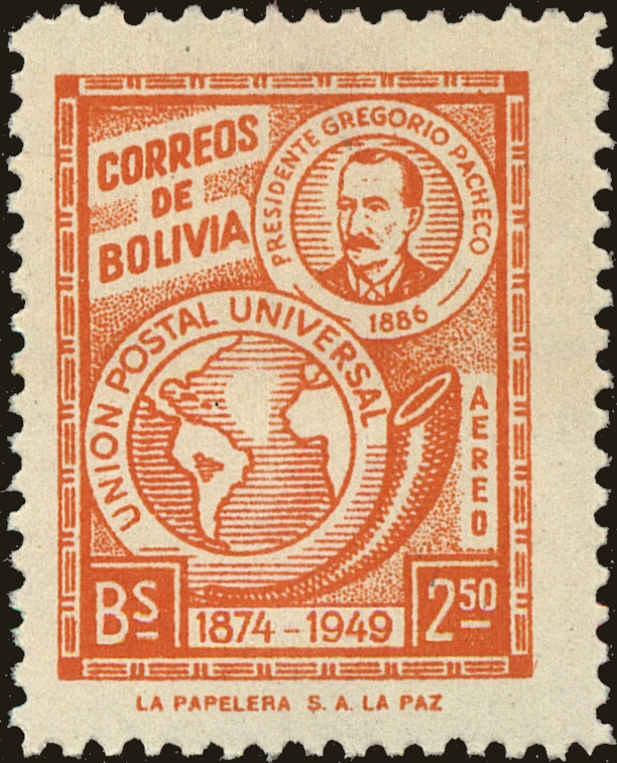 CORREOS
DE
BOLIVIA
PRESIDENTE GREGORIO PACHECO
1886
UNION POSTAL UNIVERSAL
AEREO
Bs
2 50
1874-1949
LA PAPELERA S. A. LA PAZ